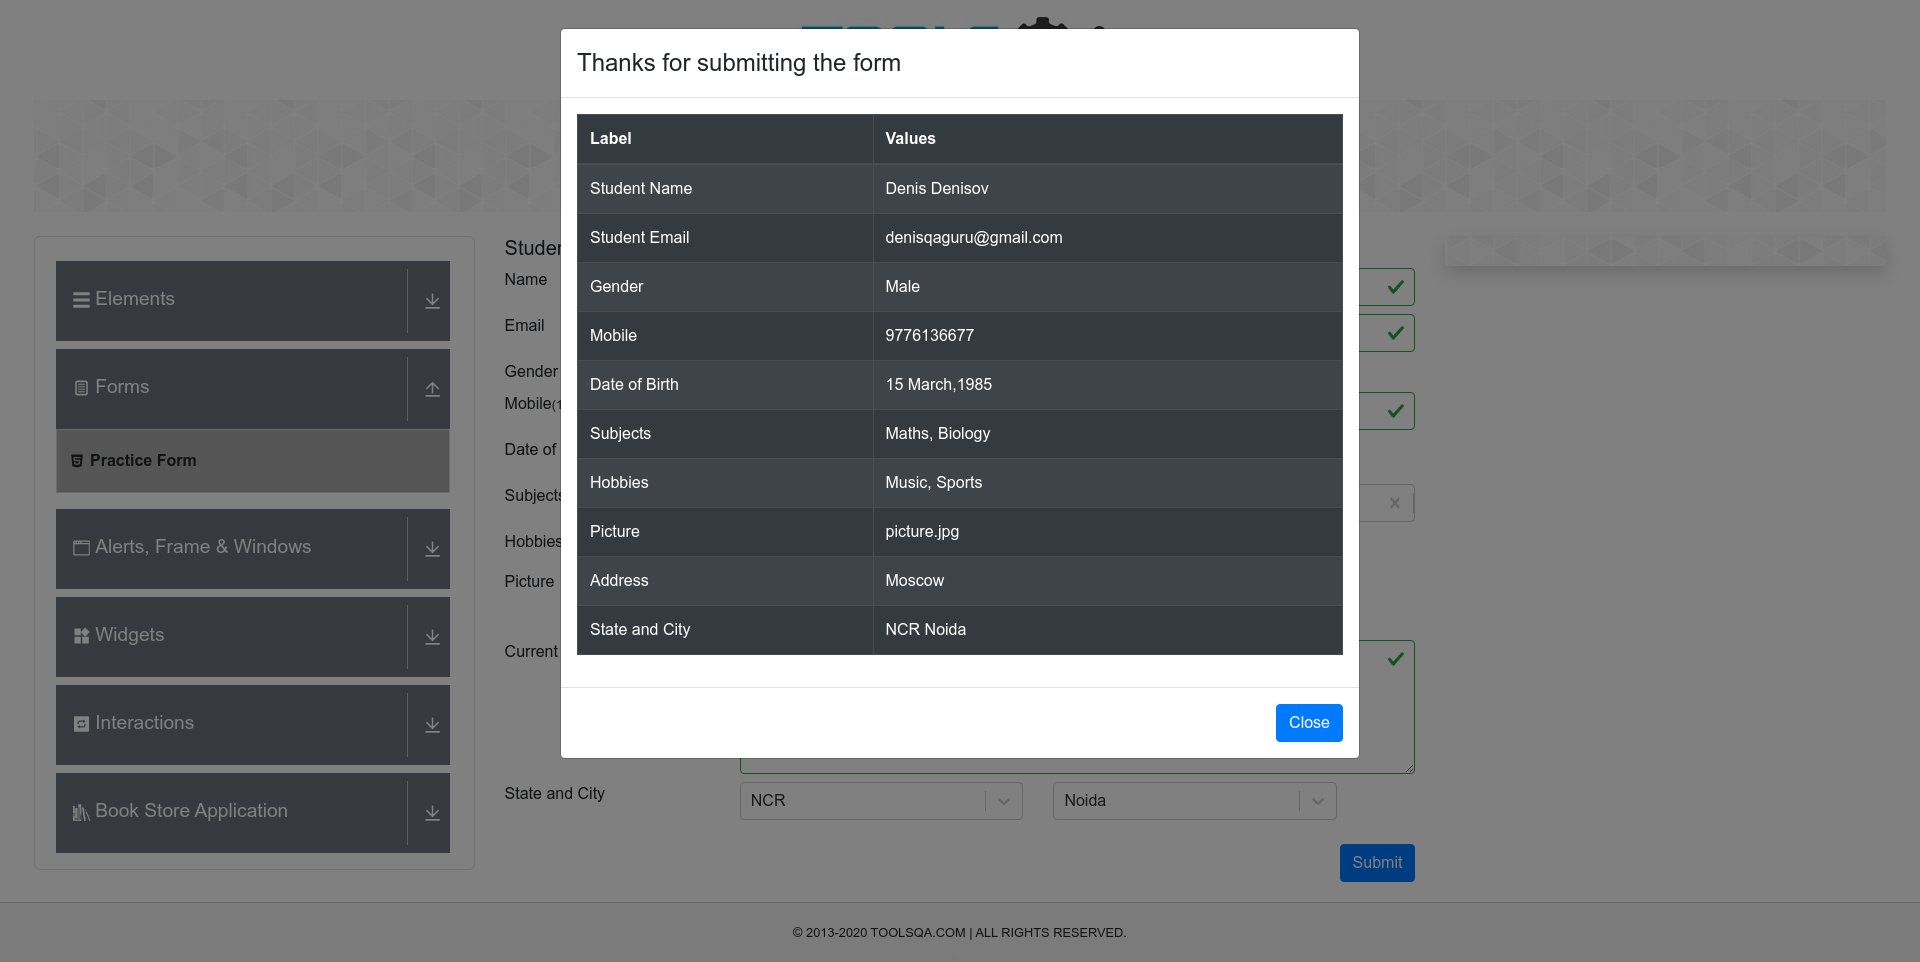 Thanks for submitting the form
Label Values
Student Name Denis Denisov
Student Email denisqaguru@gmail.com
Gender Male
Mobile 9776136677
Date of Birth 15 March,1985
Subjects Maths, Biology
Hobbies Music, Sports
Picture picture.jpg
Address Moscow
State and City NCR Noida
Close
Elements
Forms
Practice Form
Alerts, Frame & Windows
Widgets
Interactions
Book Store Application
Name
Email
Gender
Mobile
Date of
Subjects
Hobbies
Picture
Current
State and City NCR Noida
Submit
© 2013-2020 TOOLSQA.COM | ALL RIGHTS RESERVED.